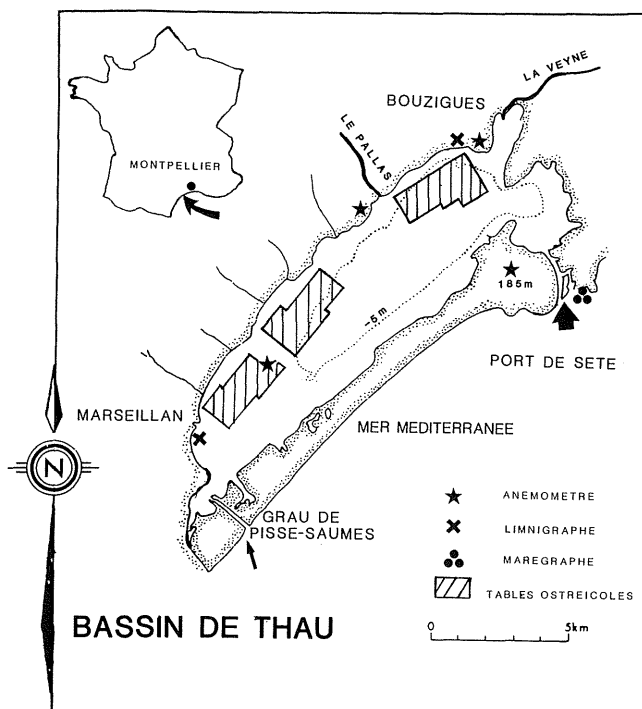 LA VEYNE
BOUZIGUES
LE PALLAS
MONTPELLIER
185m
-5m
PORT DE SETE
MARSEILLAN
MER MEDITERRANEE
N
GRAU DE
PISSE-SAUMES
ANEMOMETRE
LIMNIGRAPHE
MAREGRAPHE
TABLES OSTREICOLES
BASSIN DE THAU
0 5km